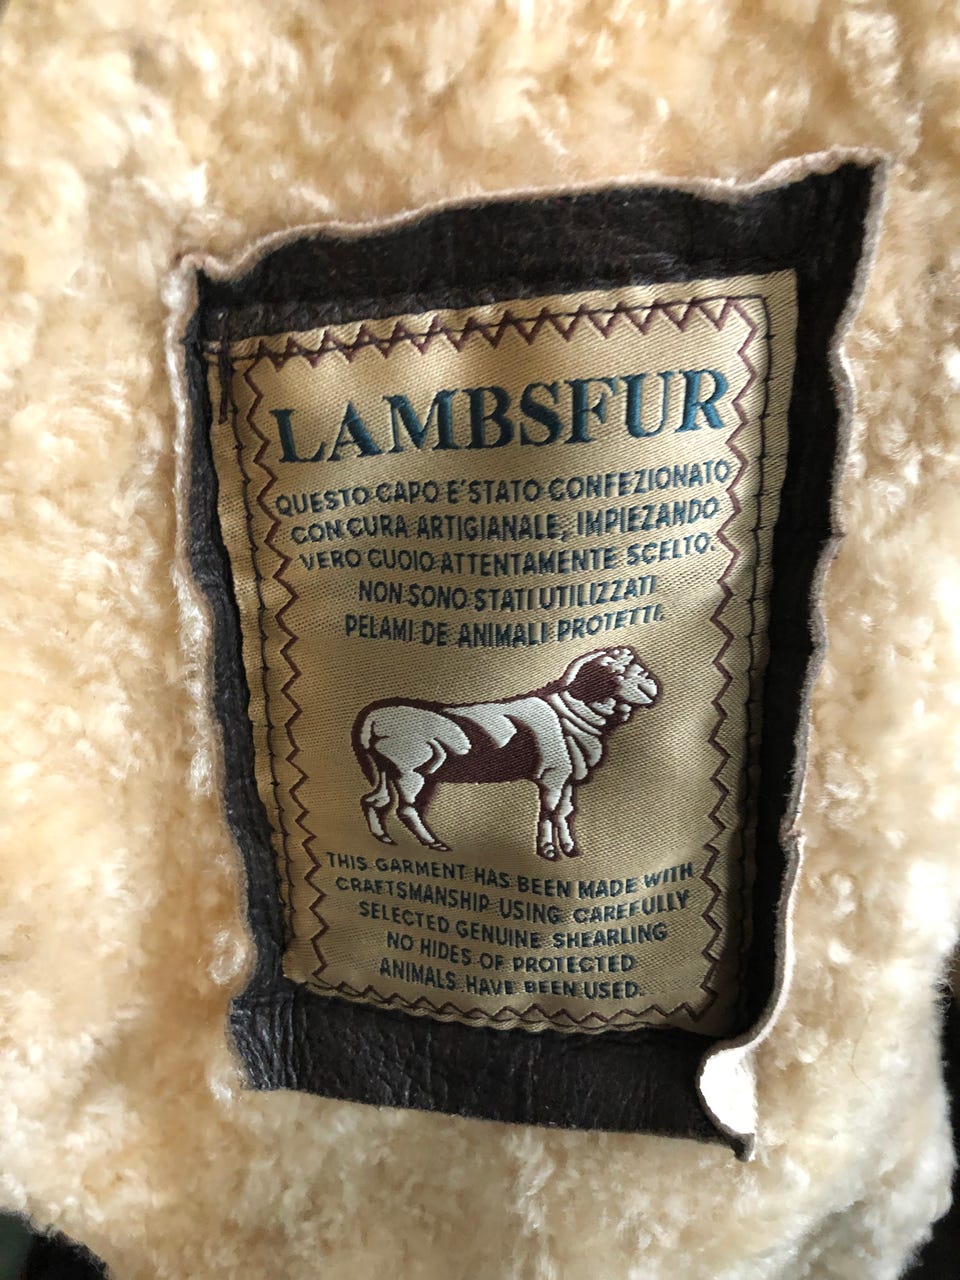 LAMBSFUR
QUESTO CAPO E'STATO CONFEZIONATO
CON CURA ARTIGIANALE, IMPIEZANDO
VERO CUOIO ATTENTAMENTE SCELTO.
NON SONO STATI UTILIZZATI
PELAMI DE ANIMALI PROTETTI.
THIS GARMENT HAS BEEN MADE WITH
CRAFTSMANSHIP USING CAREFULLY
SELECTED GENUINE SHEARLING
NO HIDES OF PROTECTED
ANIMALS HAVE BEEN USED.